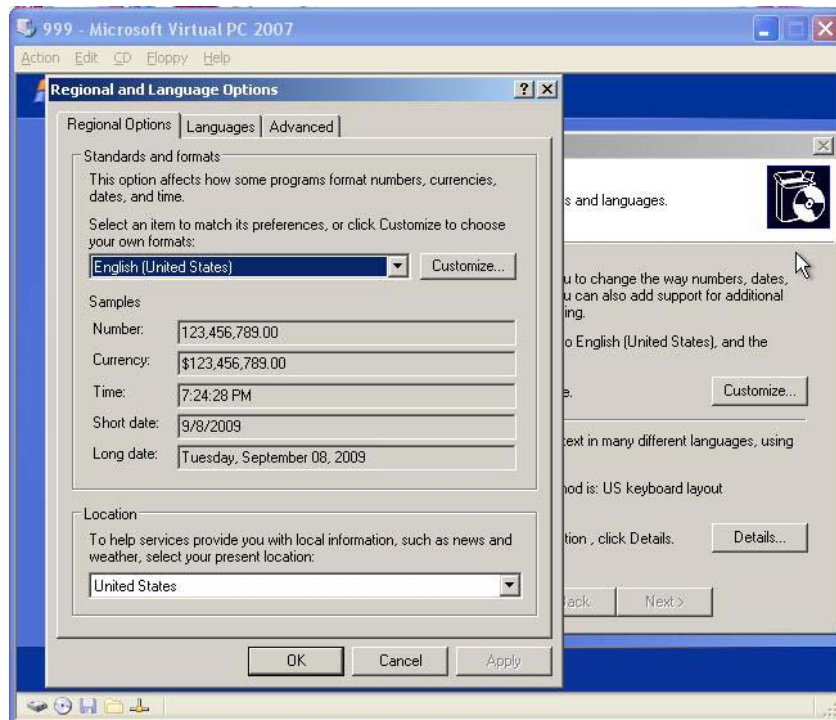 999 - Microsoft Virtual PC 2007
Action Edit CD Floppy Help
Regional and Language Options
Regional Options Languages Advanced
Standards and formats
This option affects how some programs format numbers, currencies,
dates, and time.
Select an item to match its preferences, or click Customize to choose
your own formats:
English (United States) Customize...
Samples
Number: 123,456,789.00
Currency: $123,456,789.00
Time: 7:24:28 PM
Short date: 9/8/2009
Long date: Tuesday, September 08, 2009
Location
To help services provide you with local information, such as news and
weather, select your present location:
United States
OK Cancel Apply
s and languages.
u to change the way numbers, dates,
u can also add support for additional
ing.
o English (United States), and the
e. Customize...
text in many different languages, using
hod is: US keyboard layout
tion , click Details. Details...
Back Next >